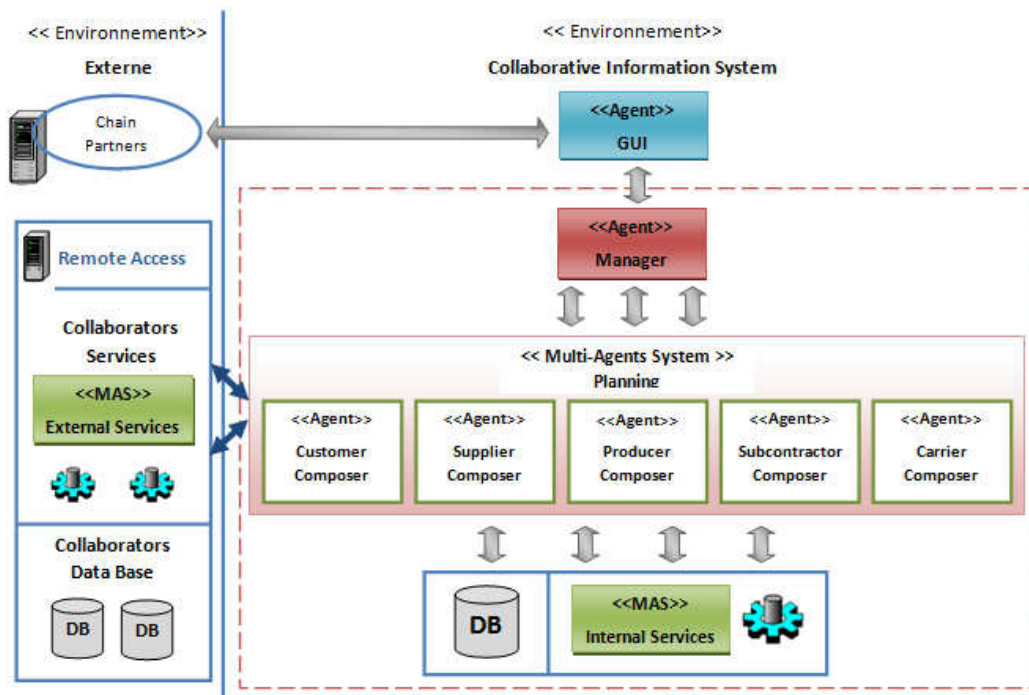 << Environnement>>
Externe
Chain
Partners
Remote Access
Collaborators
Services
<<MAS>>
External Services
Collaborators
Data Base
DB
DB
<< Environnement>>
Collaborative Information System
<<Agent>>
GUI
<<Agent>>
Manager
<< Multi-Agents System >>
Planning
<<Agent>>
Customer
Composer
<<Agent>>
Supplier
Composer
<<Agent>>
Producer
Composer
<<Agent>>
Subcontractor
Composer
<<Agent>>
Carrier
Composer
DB
<<MAS>>
Internal Services